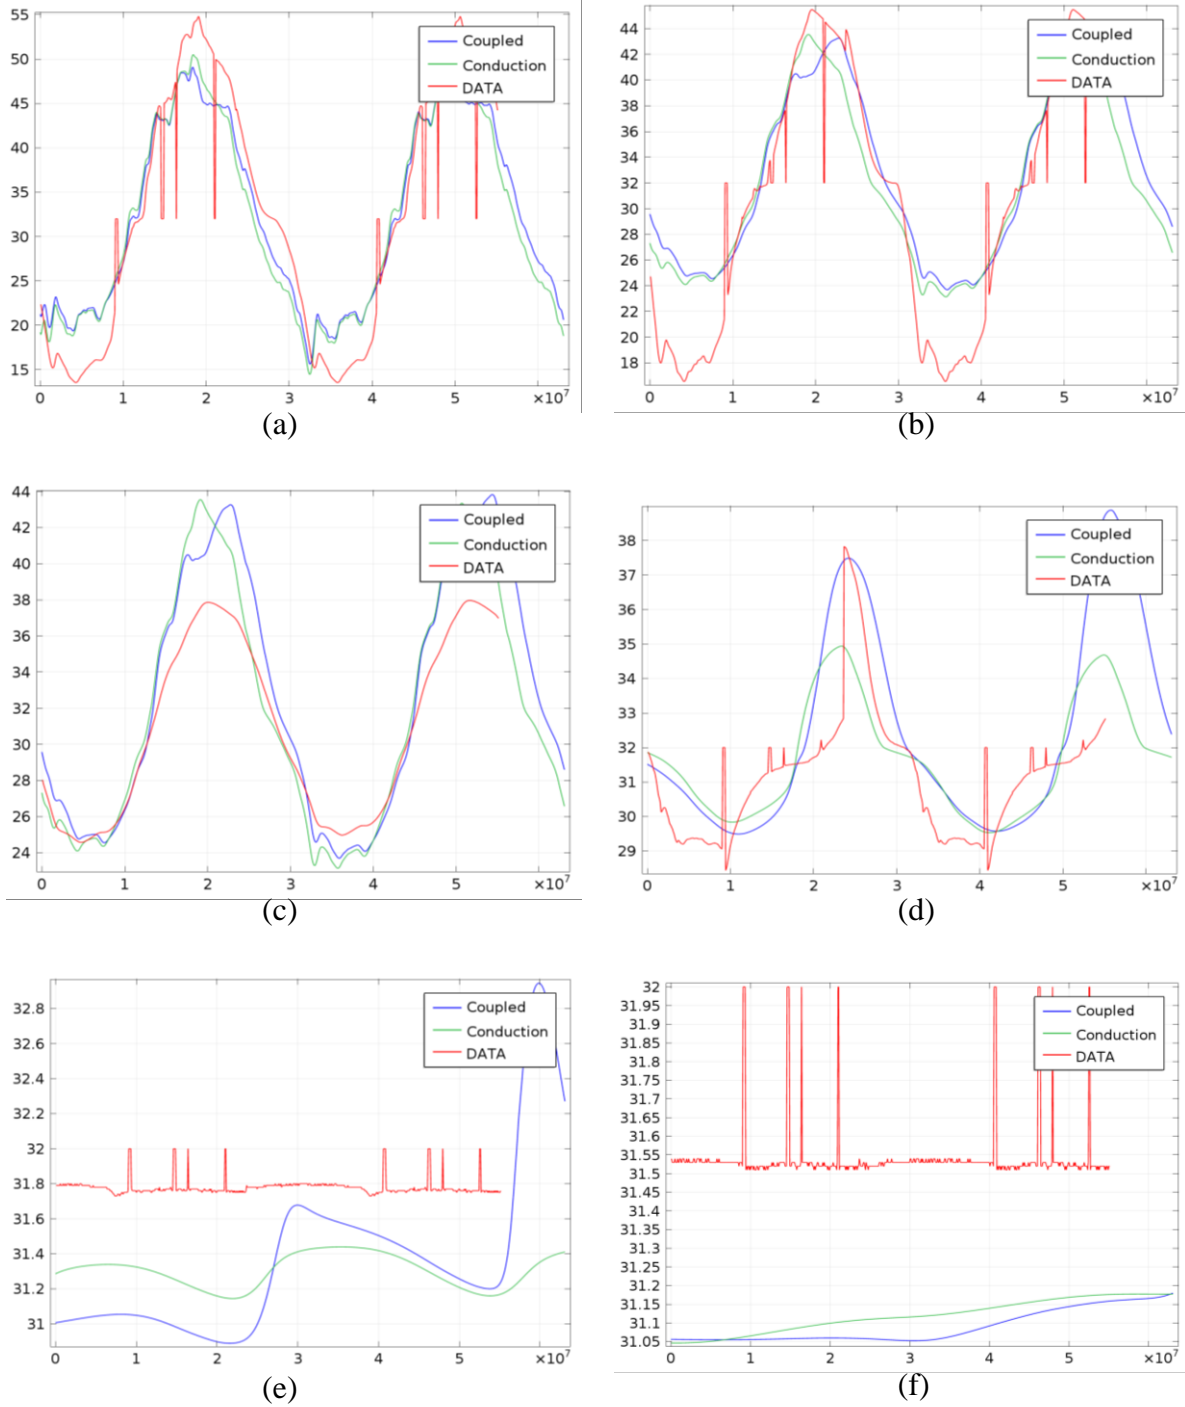 55
50
45
40
35
30
25
20
15
0 1 2 3 4 5 ×10⁷
Coupled
Conduction
DATA
(a)
44
42
40
38
36
34
32
30
28
26
24
22
20
18
0 1 2 3 4 5 ×10⁷
Coupled
Conduction
DATA
(b)
44
42
40
38
36
34
32
30
28
26
24
0 1 2 3 4 5 ×10⁷
Coupled
Conduction
DATA
(c)
38
37
36
35
34
33
32
31
30
29
0 1 2 3 4 5 ×10⁷
Coupled
Conduction
DATA
(d)
32.8
32.6
32.4
32.2
32
31.8
31.6
31.4
31.2
31
0 1 2 3 4 5 ×10⁷
Coupled
Conduction
DATA
(e)
32
31.95
31.9
31.85
31.8
31.75
31.7
31.65
31.6
31.55
31.5
31.45
31.4
31.35
31.3
31.25
31.2
31.15
31.1
31.05
0 1 2 3 4 5 ×10⁷
Coupled
Conduction
DATA
(f)